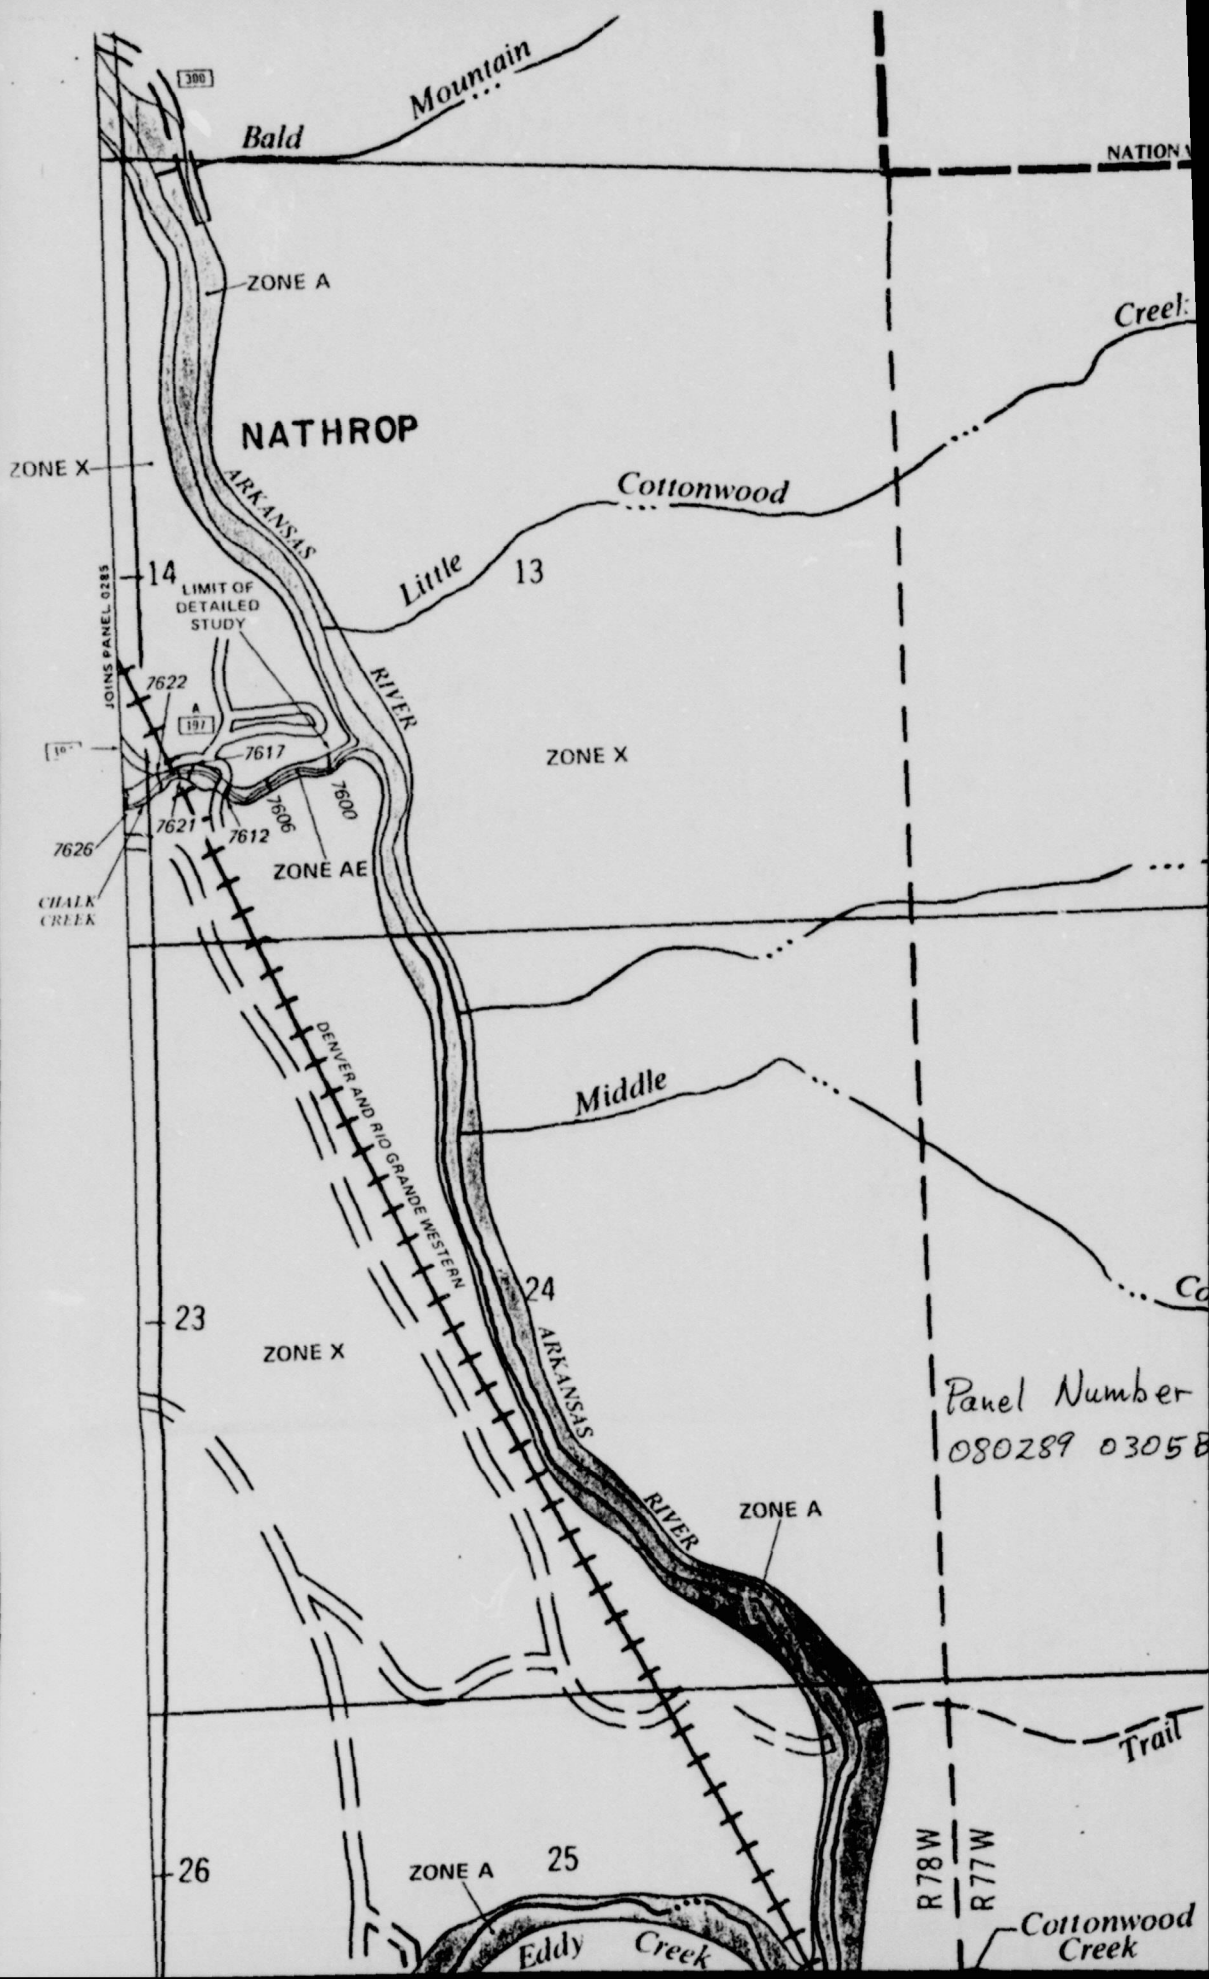 300
Bald Mountain
NATION
ZONE A
Creek
NATHROP
ZONE X
ARKANSAS
Little Cottonwood
14
13
LIMIT OF
DETAILED
STUDY
JOINS PANEL 0285
RIVER
7622
A
197
7617
ZONE X
7600
7606
7621
7612
7626
ZONE AE
CHALK
CREEK
DENVER AND RIO GRANDE WESTERN
Middle
24
Co
23
ZONE X
ARKANSAS
Panel Number
080289 0305B
RIVER
ZONE A
Trail
R78W
R77W
26
ZONE A
25
Eddy Creek
Cottonwood
Creek